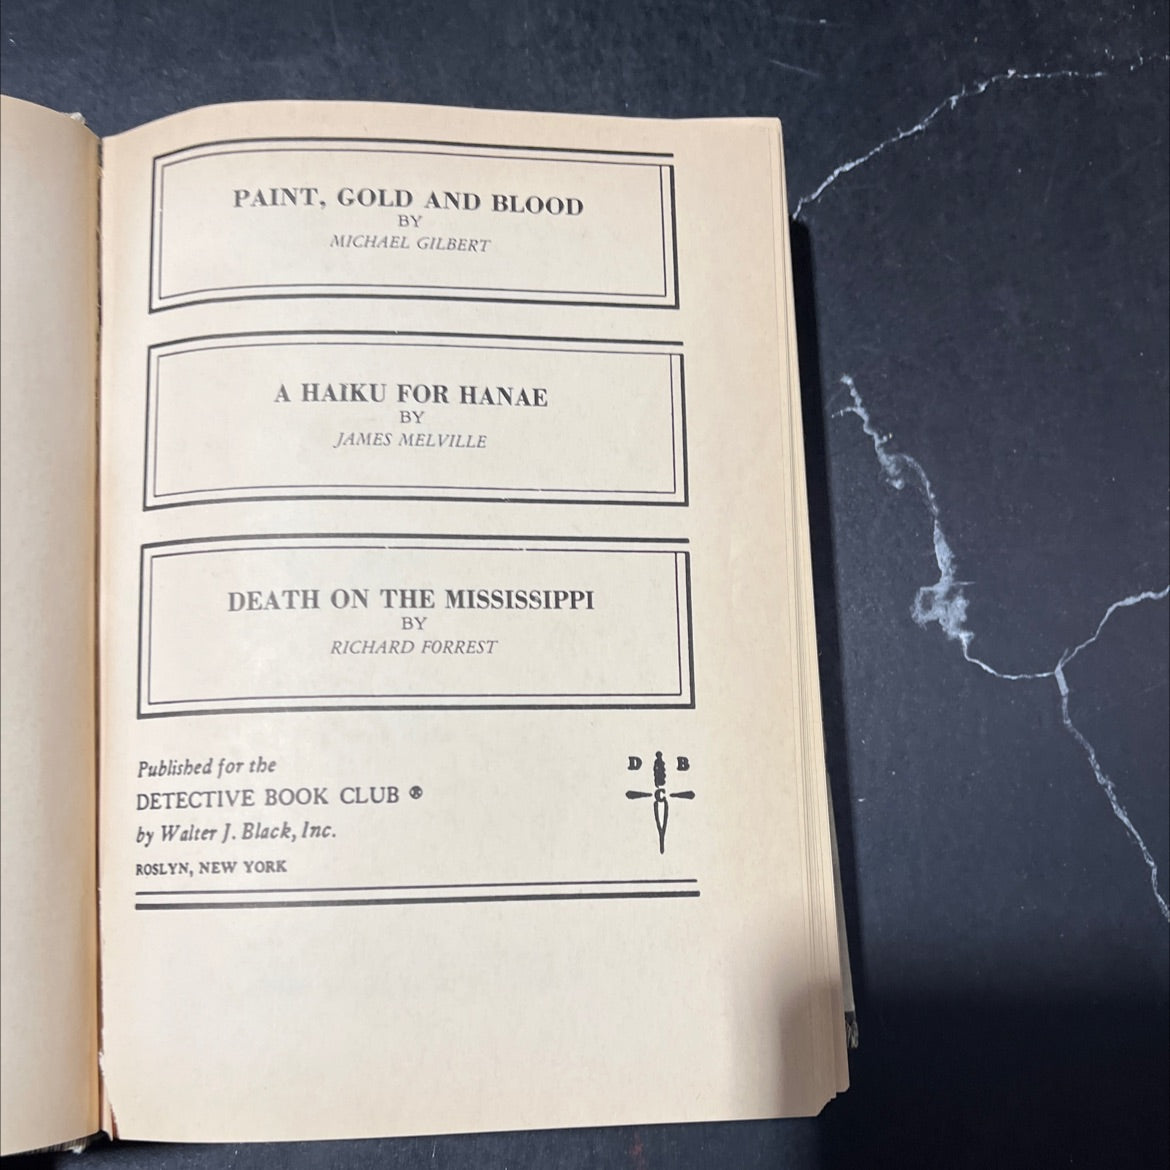 PAINT, GOLD AND BLOOD
BY
MICHAEL GILBERT
A HAIKU FOR HANAE
BY
JAMES MELVILLE
DEATH ON THE MISSISSIPPI
BY
RICHARD FORREST
Published for the
DETECTIVE BOOK CLUB ®
by Walter J. Black, Inc.
ROSLYN, NEW YORK
D B
C